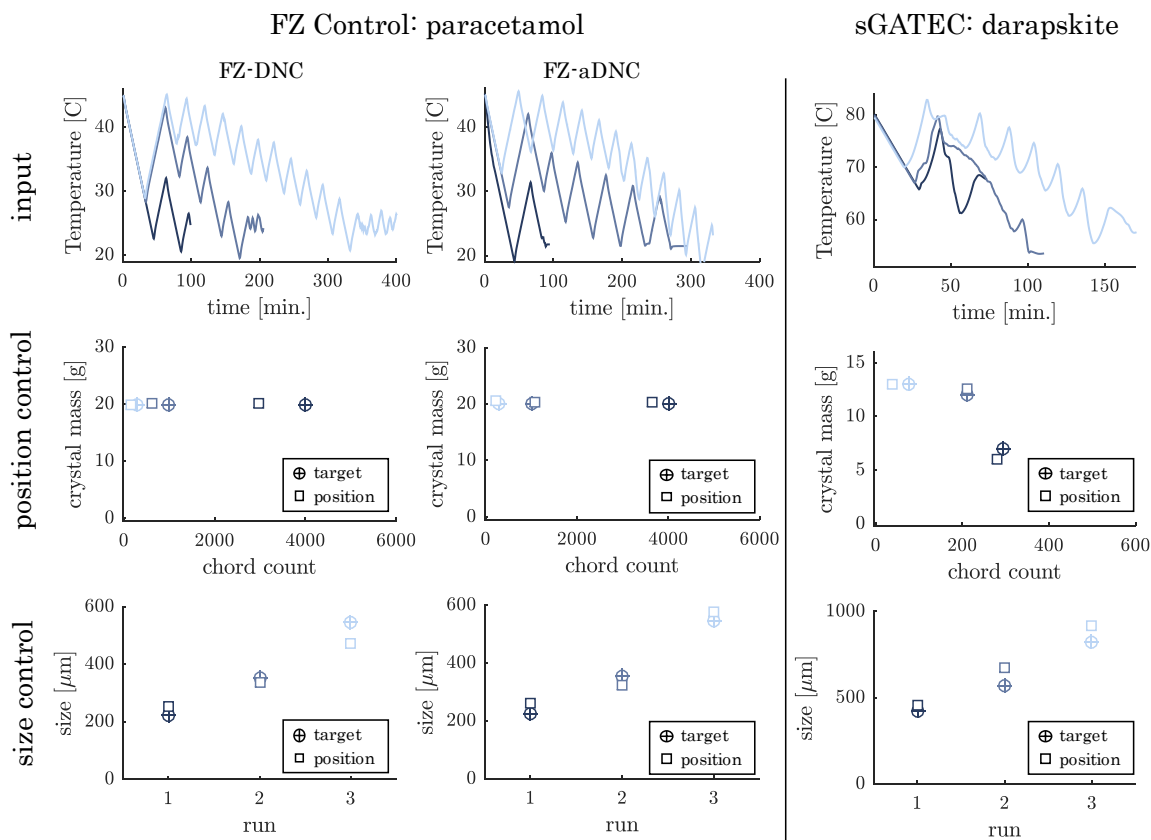 FZ Control: paracetamol
sGATEC: darapskite
FZ-DNC
FZ-aDNC
input
Temperature [C]
40
30
20
0
100
200
300
400
time [min.]
Temperature [C]
40
30
20
0
100
200
300
400
time [min.]
Temperature [C]
80
70
60
0
50
100
150
time [min.]
position control
crystal mass [g]
30
20
10
0
0
2000
4000
6000
chord count
target
position
crystal mass [g]
30
20
10
0
0
2000
4000
6000
chord count
target
position
crystal mass [g]
15
10
5
0
0
200
400
600
chord count
target
position
size control
size [µm]
600
400
200
0
1
2
3
run
target
position
size [µm]
600
400
200
0
1
2
3
run
target
position
size [µm]
1000
500
0
1
2
3
run
target
position